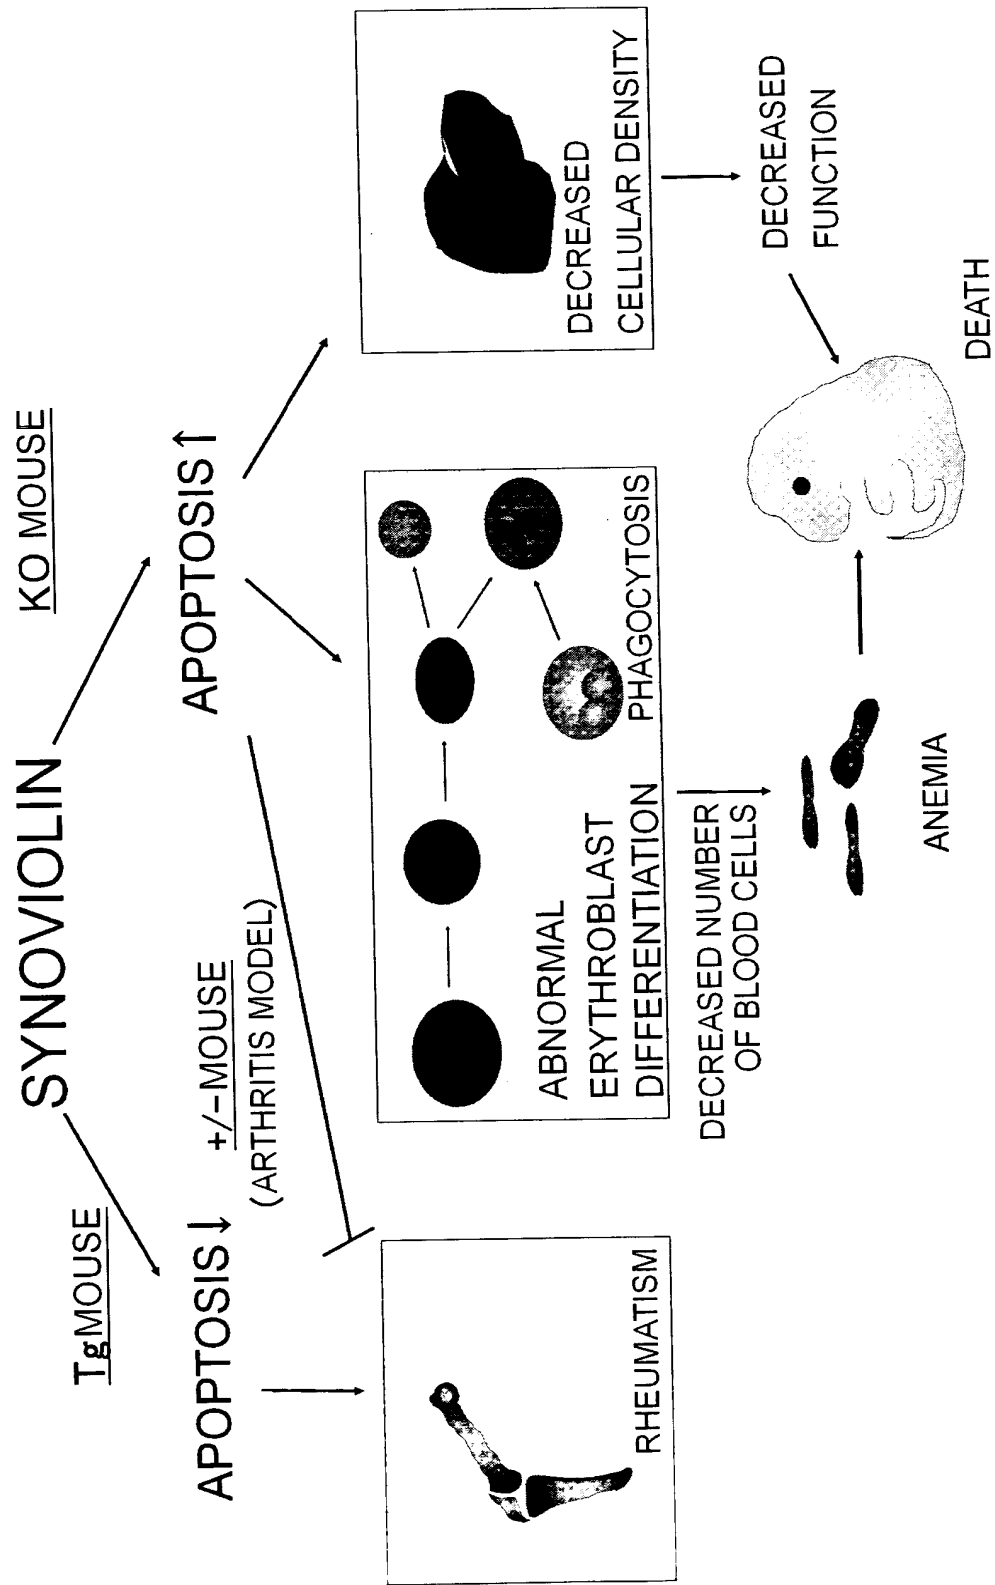 SYNOVIOLIN
TgMOUSE
KO MOUSE
APOPTOSIS↓
+/-MOUSE
(ARTHRITIS MODEL)
APOPTOSIS↑
RHEUMATISM
ABNORMAL
ERYTHROBLAST
DIFFERENTIATION
PHAGOCYTOSIS
DECREASED
CELLULAR DENSITY
DECREASED NUMBER
OF BLOOD CELLS
DECREASED
FUNCTION
ANEMIA
DEATH